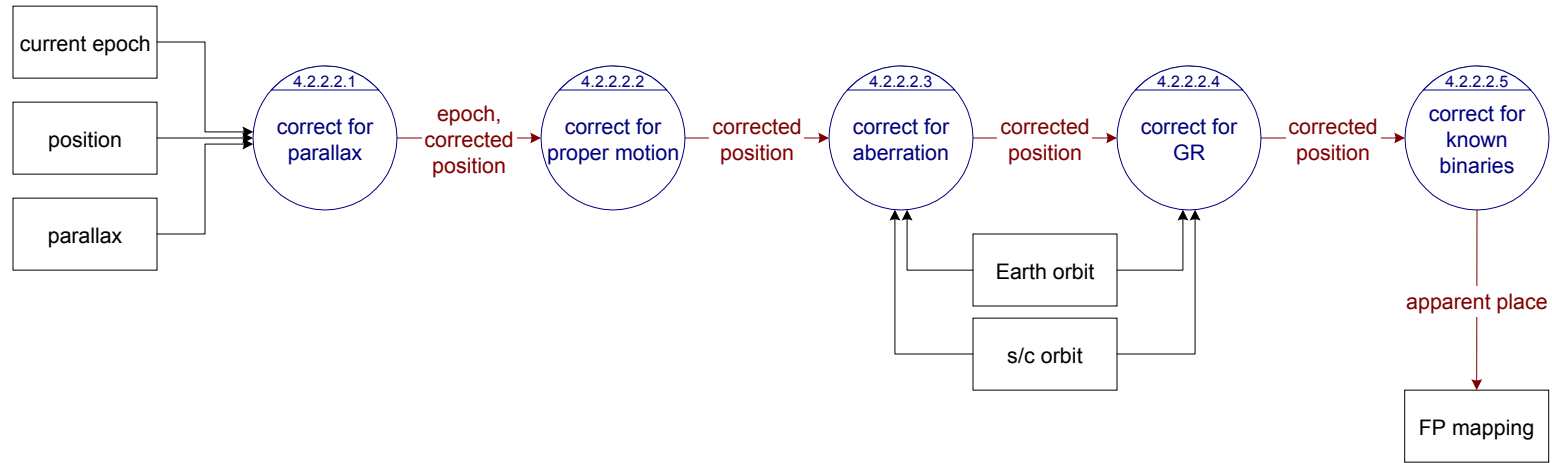 current epoch
position
parallax
4.2.2.2.1
correct for
parallax
epoch,
corrected
position
4.2.2.2.2
correct for
proper motion
corrected
position
4.2.2.2.3
correct for
aberration
corrected
position
4.2.2.2.4
correct for
GR
corrected
position
4.2.2.2.5
correct for
known
binaries
Earth orbit
s/c orbit
apparent place
FP mapping